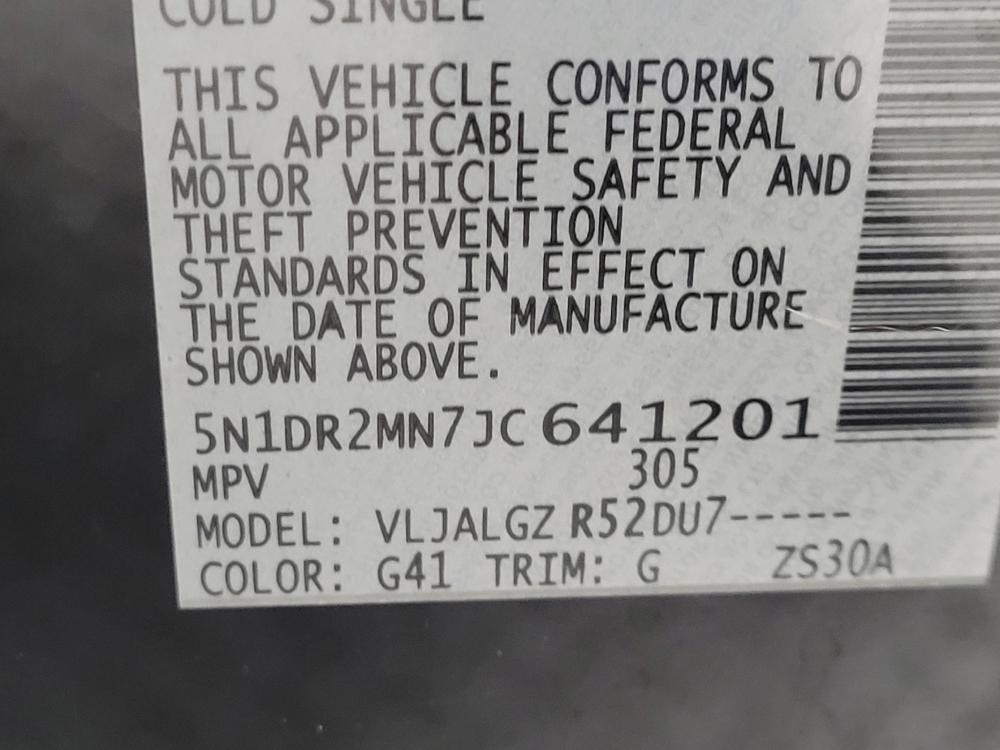 COLD SINGLE
THIS VEHICLE CONFORMS TO
ALL APPLICABLE FEDERAL
MOTOR VEHICLE SAFETY AND
THEFT PREVENTION
STANDARDS IN EFFECT ON
THE DATE OF MANUFACTURE
SHOWN ABOVE.
5N1DR2MN7JC641201
MPV 305
MODEL: VLJALGZ R52DU7-----
COLOR: G41 TRIM: G ZS30A